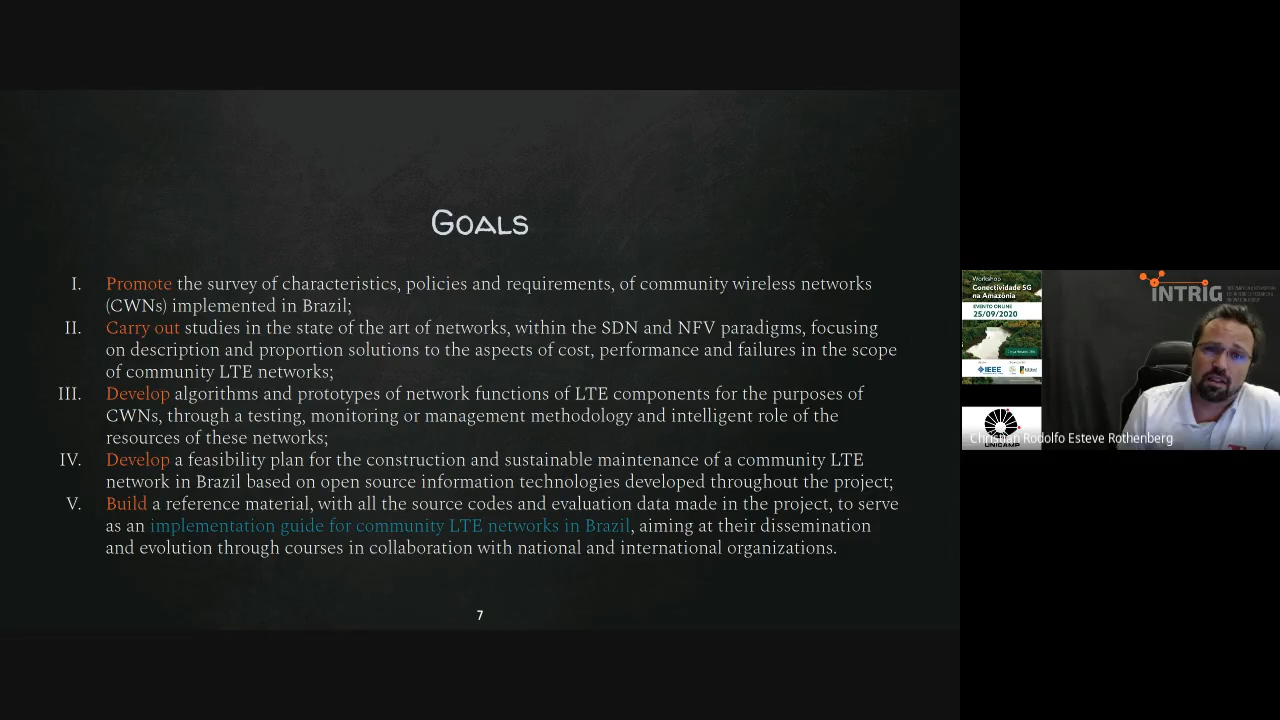 Goals
I. Promote the survey of characteristics, policies and requirements, of community wireless networks
(CWNs) implemented in Brazil;
II. Carry out studies in the state of the art of networks, within the SDN and NFV paradigms, focusing
on description and proportion solutions to the aspects of cost, performance and failures in the scope
of community LTE networks;
III. Develop algorithms and prototypes of network functions of LTE components for the purposes of
CWNs, through a testing, monitoring or management methodology and intelligent role of the
resources of these networks;
IV. Develop a feasibility plan for the construction and sustainable maintenance of a community LTE
network in Brazil based on open source information technologies developed throughout the project;
V. Build a reference material, with all the source codes and evaluation data made in the project, to serve
as an implementation guide for community LTE networks in Brazil, aiming at their dissemination
and evolution through courses in collaboration with national and international organizations.
7
Workshop
Conectividade 5G
na Amazônia
EVENTO ONLINE
25/09/2020
IEEE
UNICAMP
INTRIG
Christian Rodolfo Esteve Rothenberg